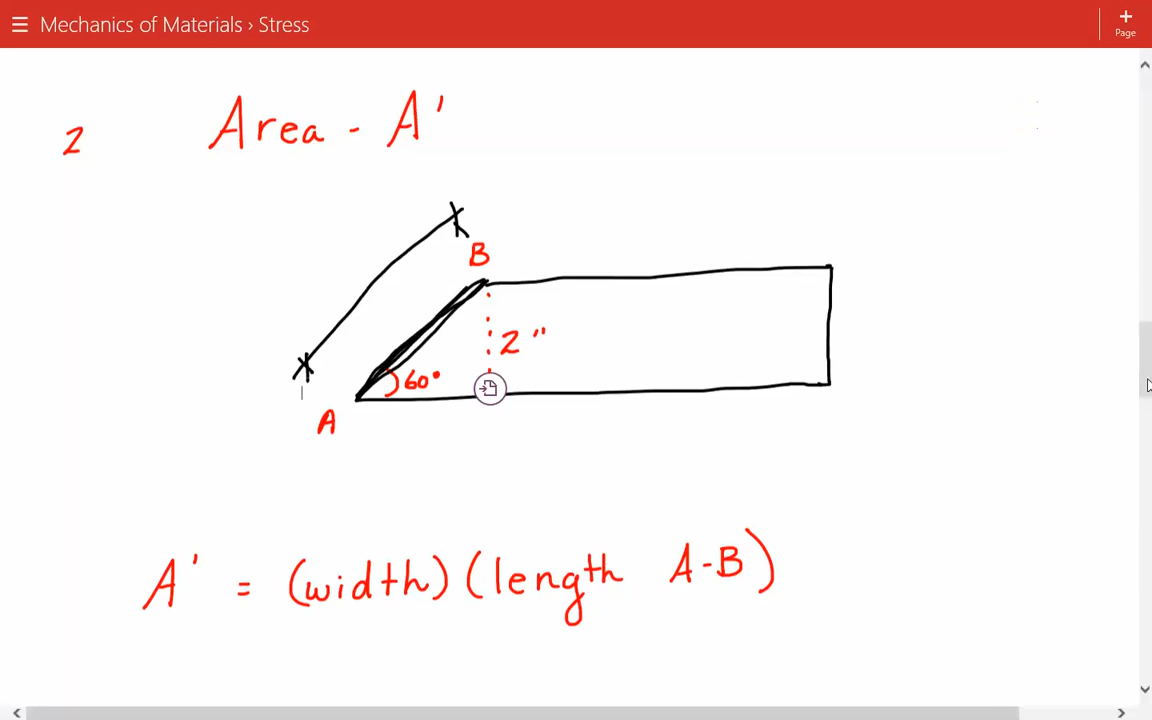 Mechanics of Materials › Stress
Page
2 Area - A'
B
2"
60°
A
A' = (width)(length A-B)